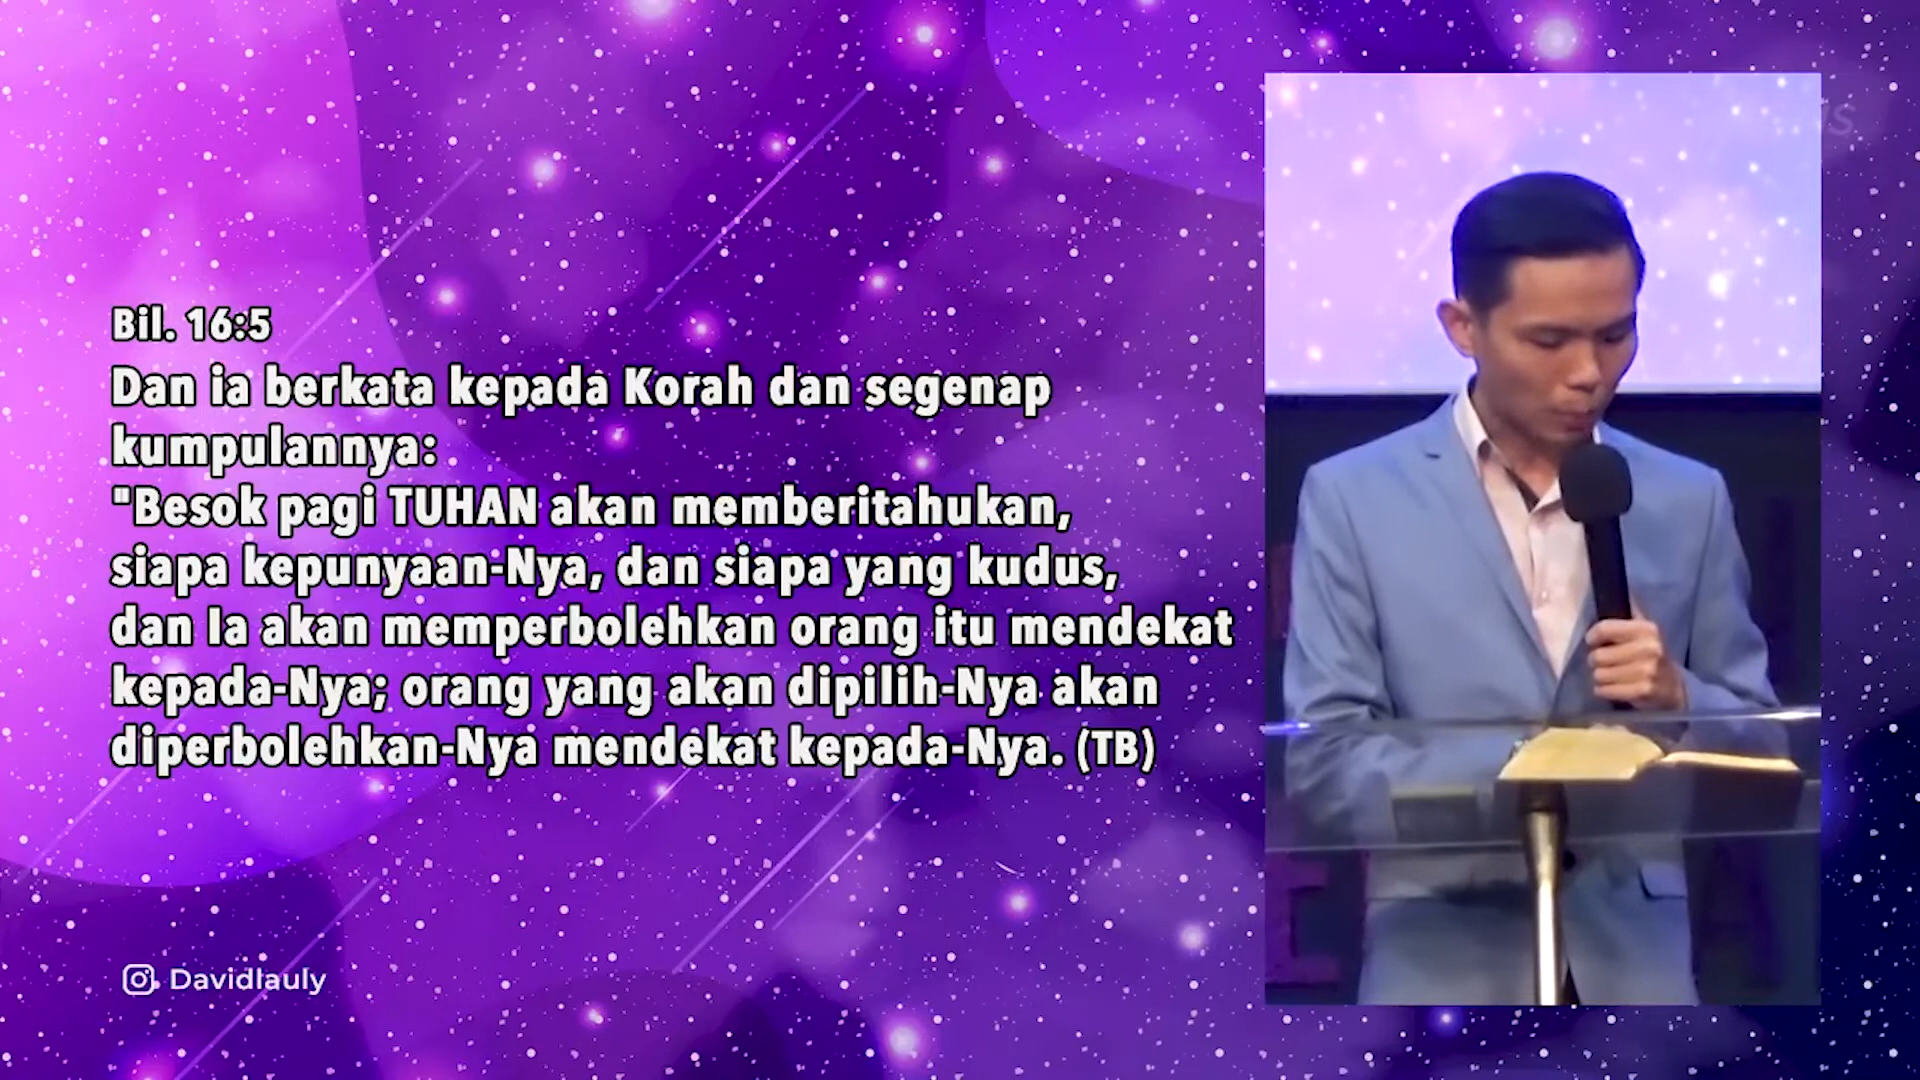 Bil. 16:5
Dan ia berkata kepada Korah dan segenap
kumpulannya:
"Besok pagi TUHAN akan memberitahukan,
siapa kepunyaan-Nya, dan siapa yang kudus,
dan Ia akan memperbolehkan orang itu mendekat
kepada-Nya; orang yang akan dipilih-Nya akan
diperbolehkan-Nya mendekat kepada-Nya. (TB)
Davidlauly